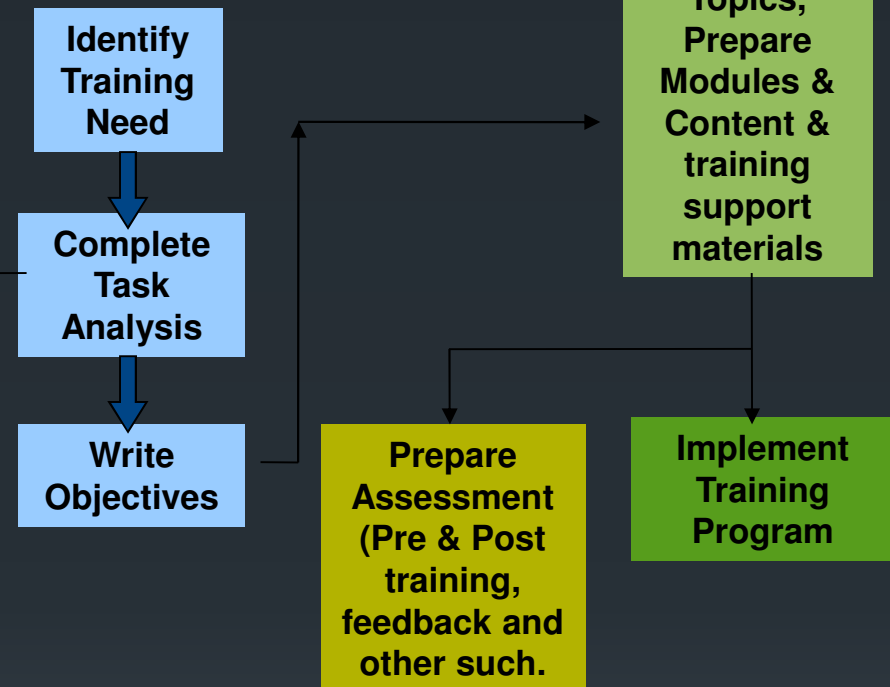 Identify
Training
Need
Complete
Task
Analysis
Write
Objectives
Topics,
Prepare
Modules &
Content &
training
support
materials
Prepare
Assessment
(Pre & Post
training,
feedback and
other such.
Implement
Training
Program